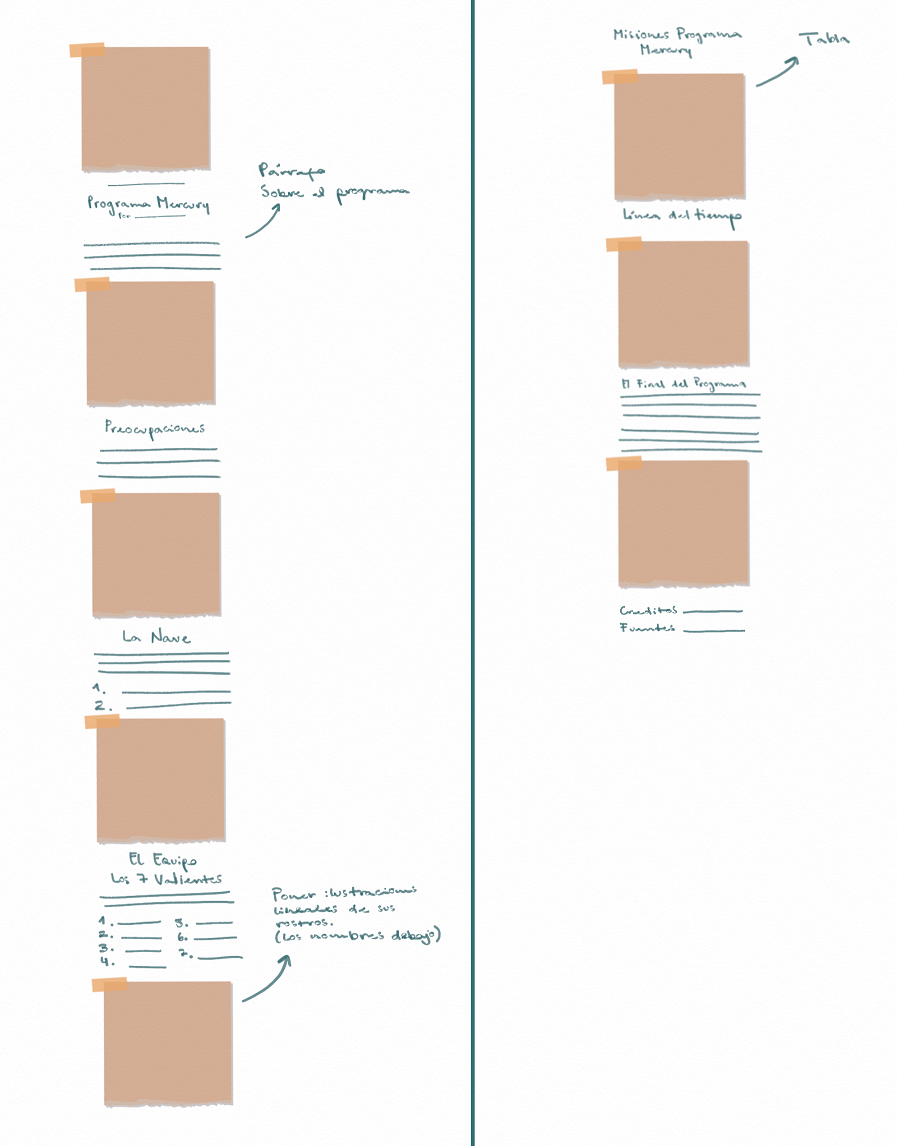 Programa Mercury
Por
Párrafo
Sobre el programa
Preocupaciones
La Nave
1.
2.
El Equipo
Los 7 Valientes
1.
2.
3.
4.
5.
6.
7.
Poner ilustraciones
lineales de sus
rostros.
(Los nombres debajo)
Misiones Programa
Mercury
Tabla
Línea del tiempo
El Final del Programa
Creditos
Fuentes